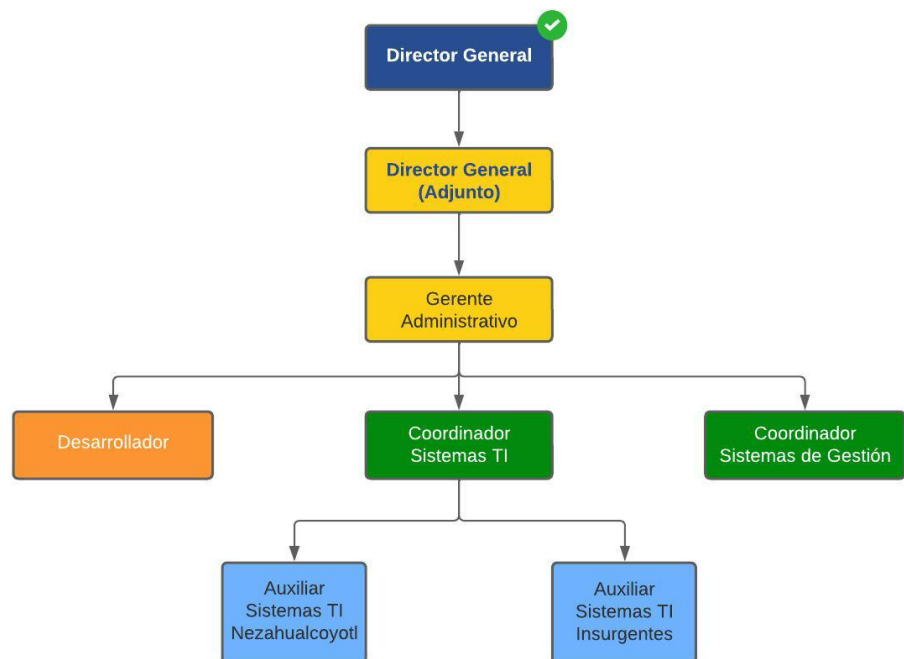 Director General
Director General
(Adjunto)
Gerente
Administrativo
Desarrollador
Coordinador
Sistemas TI
Coordinador
Sistemas de Gestión
Auxiliar
Sistemas TI
Nezahualcoyotl
Auxiliar
Sistemas TI
Insurgentes